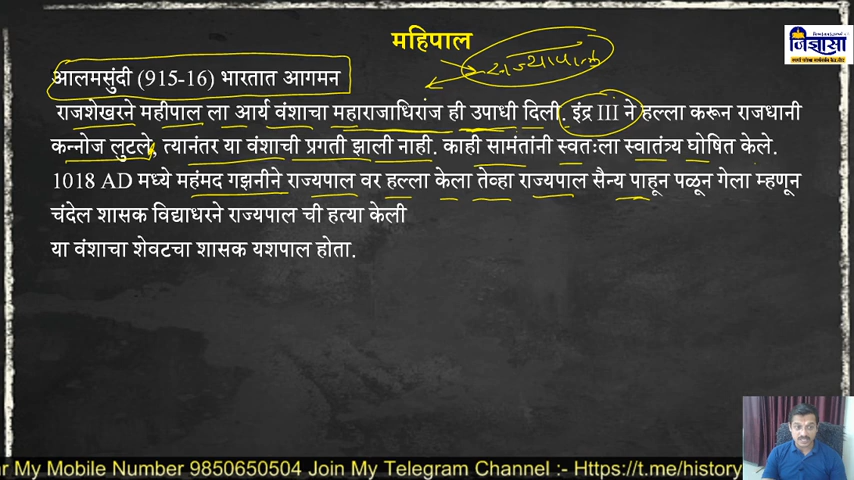 महिपाल
राज्यापाल
जिज्ञासा
आलमसुंदी (915-16) भारतात आगमन
राजशेखरने महीपाल ला आर्य वंशाचा महाराजाधिरांज ही उपाधी दिली. इंद्र III ने हल्ला करून राजधानी
कन्नोज लुटले, त्यानंतर या वंशाची प्रगती झाली नाही. काही सामंतांनी स्वतःला स्वातंत्र्य घोषित केले.
1018 AD मध्ये महंमद गझनीने राज्यपाल वर हल्ला केला तेव्हा राज्यपाल सैन्य पाहून पळून गेला म्हणून
चंदेल शासक विद्याधरने राज्यपाल ची हत्या केली
या वंशाचा शेवटचा शासक यशपाल होता.
ar My Mobile Number 9850650504 Join My Telegram Channel :- Https://t.me/history